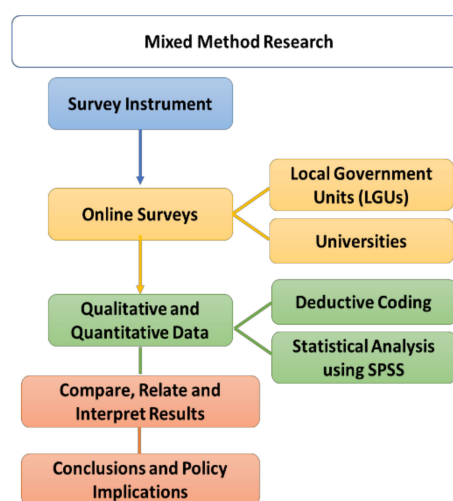 Mixed Method Research
Survey Instrument
Online Surveys
Local Government
Units (LGUs)
Universities
Qualitative and
Quantitative Data
Deductive Coding
Statistical Analysis
using SPSS
Compare, Relate and
Interpret Results
Conclusions and Policy
Implications